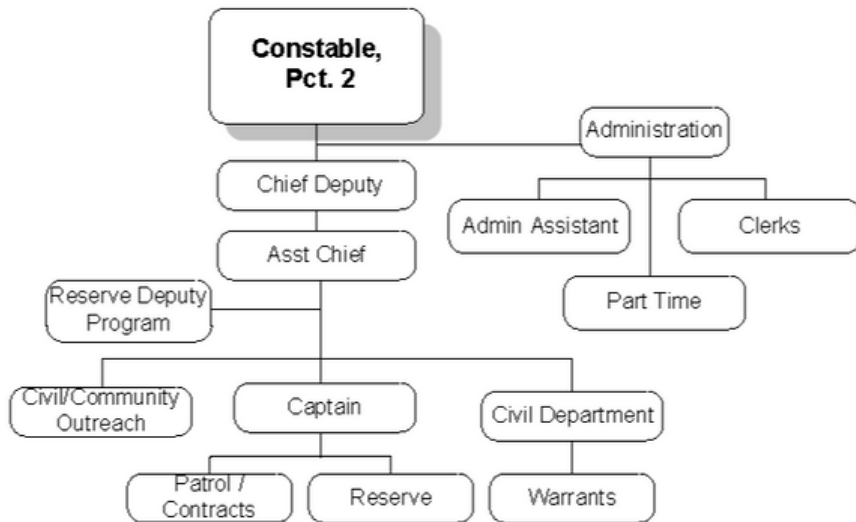 Constable,
Pct. 2
Administration
Chief Deputy
Admin Assistant
Clerks
Asst Chief
Reserve Deputy
Program
Part Time
Civil/Community
Outreach
Captain
Civil Department
Patrol /
Contracts
Reserve
Warrants